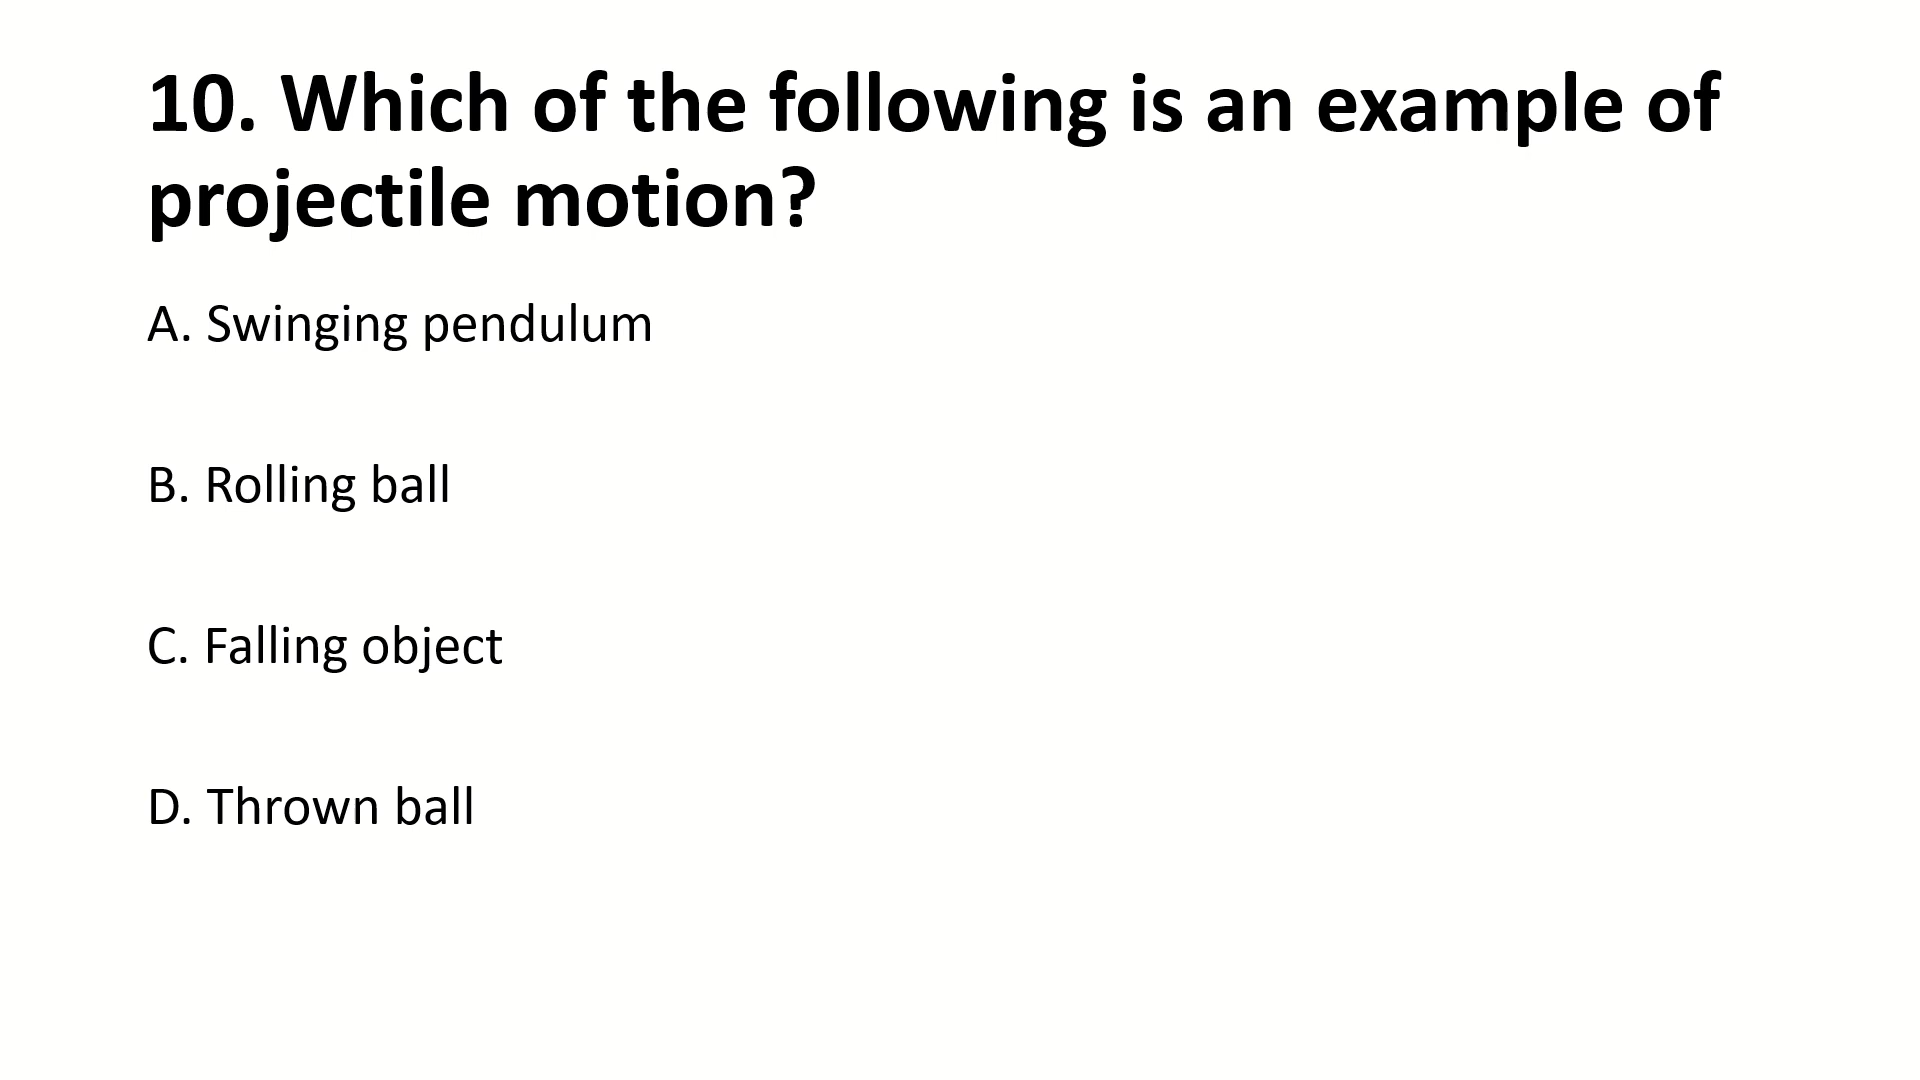 10. Which of the following is an example of
projectile motion?
A. Swinging pendulum
B. Rolling ball
C. Falling object
D. Thrown ball